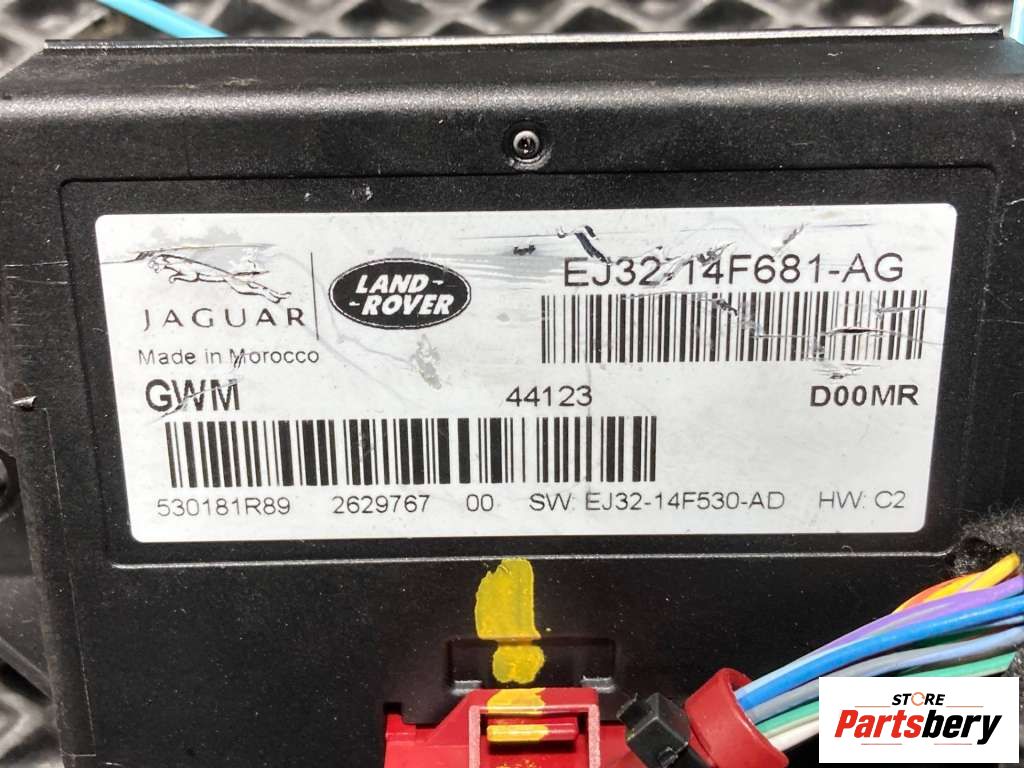 JAGUAR
LAND-
-ROVER
EJ32-14F681-AG
Made in Morocco
GWM 44123 D00MR
530181R89 2629767 00 SW: EJ32-14F530-AD HW: C2
STORE
Partsbery